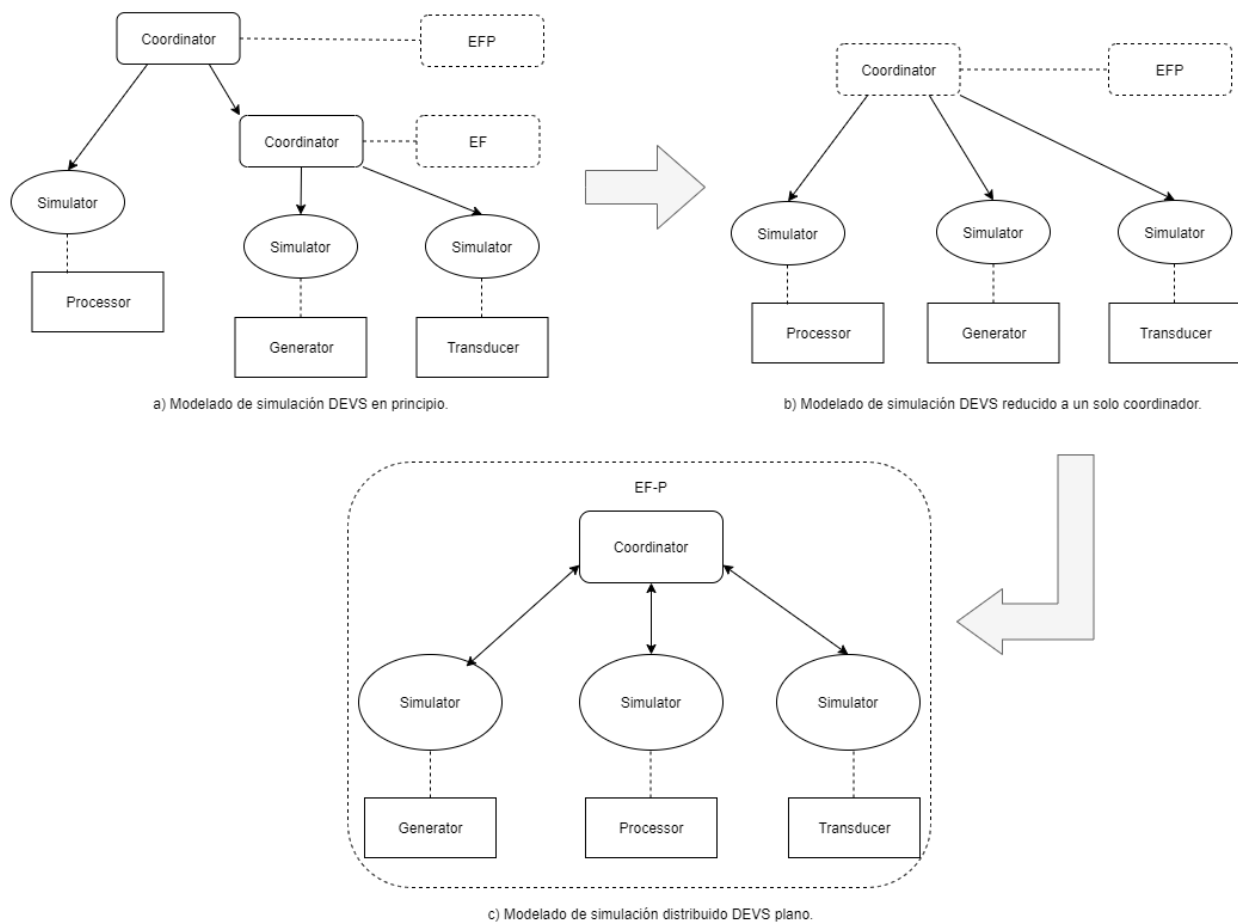 Coordinator
EFP
Coordinator
EF
Simulator
Simulator
Simulator
Processor
Generator
Transducer
a) Modelado de simulación DEVS en principio.
Coordinator
EFP
Simulator
Simulator
Simulator
Processor
Generator
Transducer
b) Modelado de simulación DEVS reducido a un solo coordinador.
EF-P
Coordinator
Simulator
Simulator
Simulator
Generator
Processor
Transducer
c) Modelado de simulación distribuido DEVS plano.